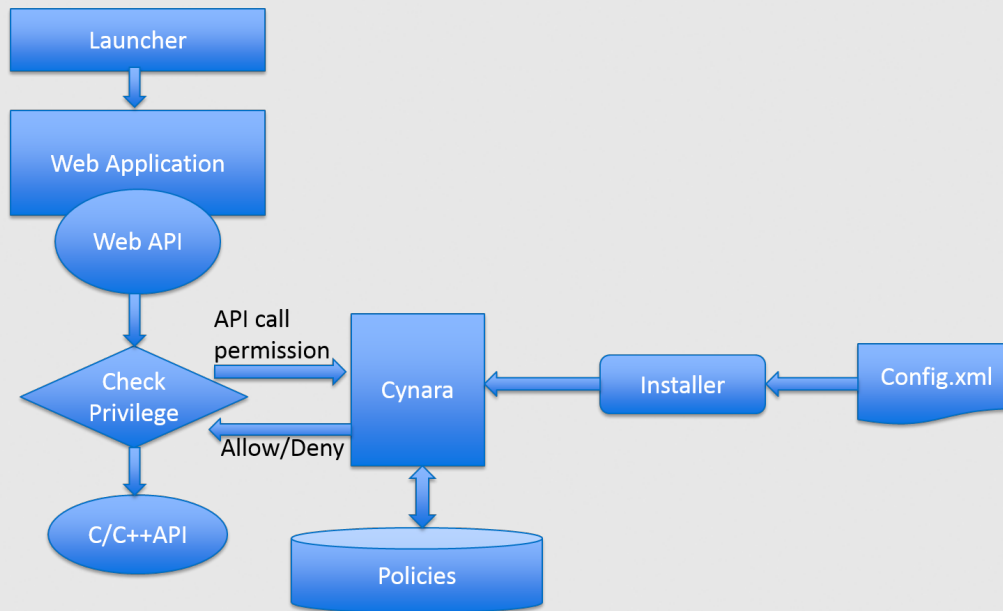 Launcher
Web Application
Web API
API call
permission
Check
Privilege
Cynara
Installer
Config.xml
Allow/Deny
C/C++API
Policies